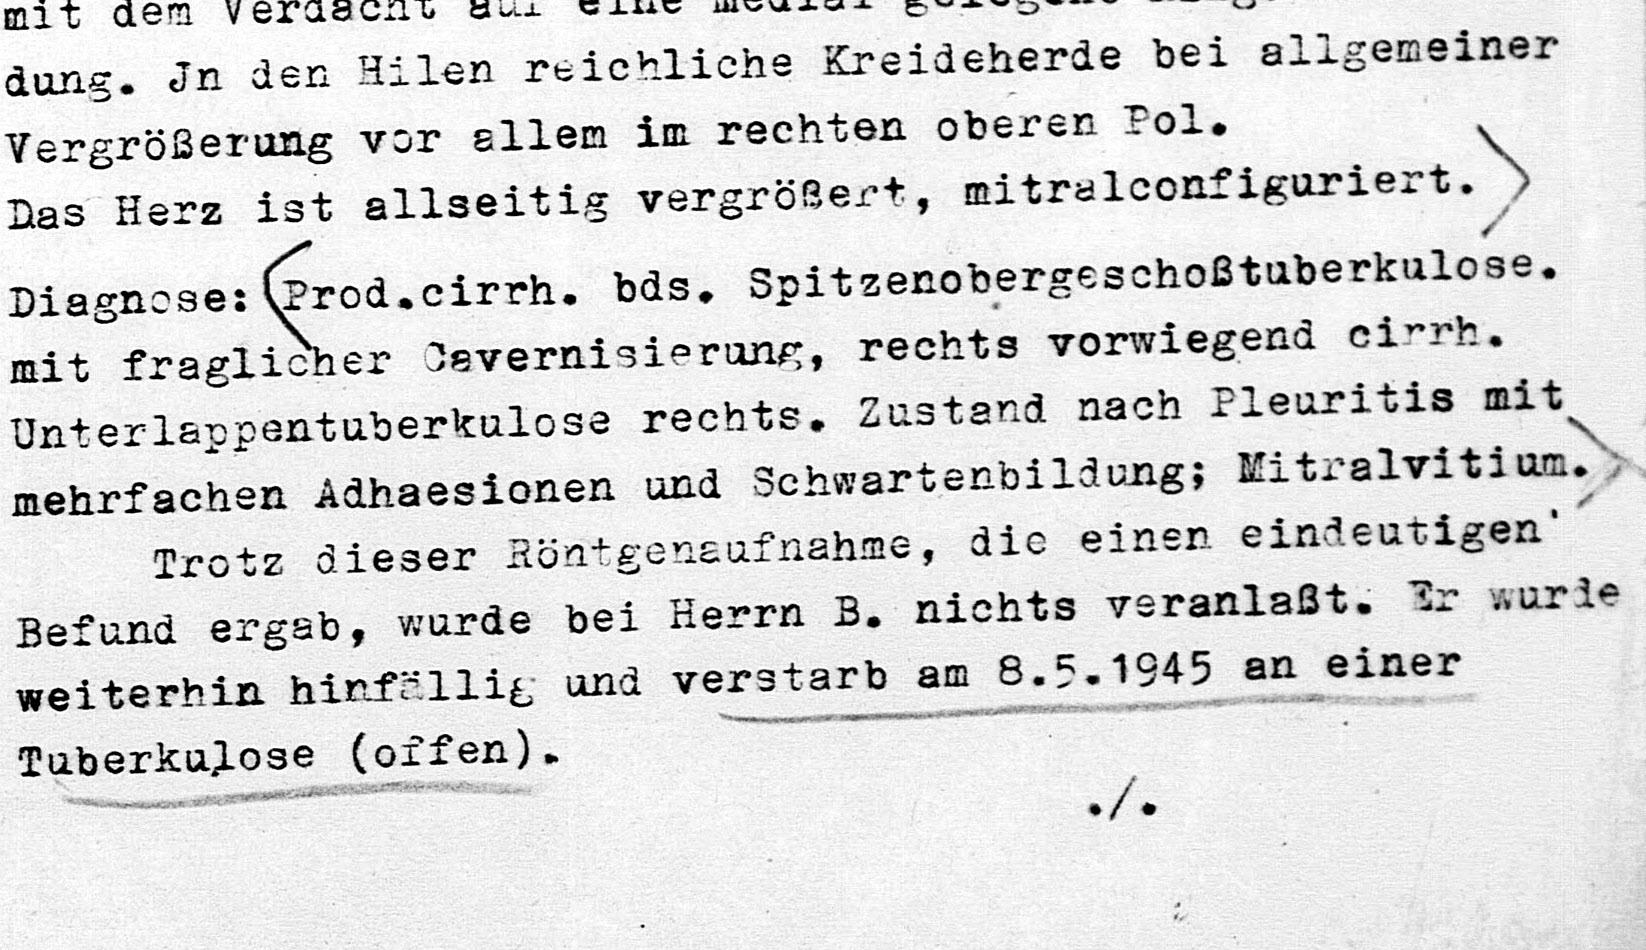 mit dem Verdacht auf eine medial gelegene
dung. Jn den Hilen reichliche Kreideherde bei allgemeiner
Vergrößerung vor allem im rechten oberen Pol.
Das Herz ist allseitig vergrößert, mitralconfiguriert.
Diagnose: Prod.cirrh. bds. Spitzenobergeschoßtuberkulose.
mit fraglicher Cavernisierung, rechts vorwiegend cirrh.
Unterlappentuberkulose rechts. Zustand nach Pleuritis mit
mehrfachen Adhaesionen und Schwartenbildung; Mitralvitium.
Trotz dieser Röntgenaufnahme, die einen eindeutigen
Befund ergab, wurde bei Herrn B. nichts veranlaßt. Er wurde
weiterhin hinfällig und verstarb am 8.5.1945 an einer
Tuberkulose (offen).
./.